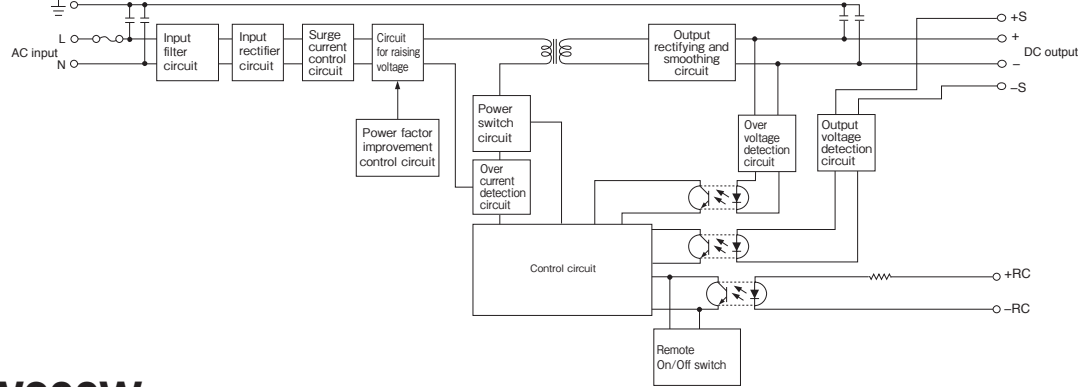 +S
L
Input
filter
circuit
Input
rectifier
circuit
Surge
current
control
circuit
Circuit
for raising
voltage
Output
rectifying and
smoothing
circuit
+
AC input
DC output
N
–
–S
Power
switch
circuit
Over
voltage
detection
circuit
Output
voltage
detection
circuit
Power factor
improvement
control circuit
Over
current
detection
circuit
Control circuit
+RC
–RC
Remote
On/Off switch